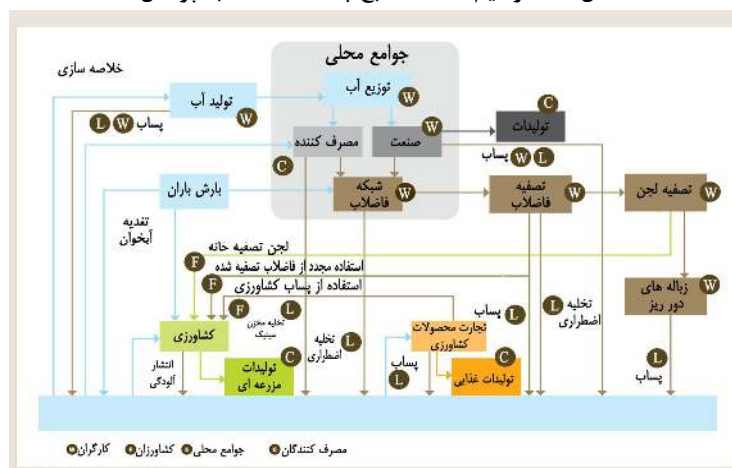 جوامع محلی
خلاصه سازی
توزیع آب
W
تولید آب
W
C
تولیدات
پساب W L
مصرف کننده
C
صنعت
W
پساب W L
بارش باران
شبکه
فاضلاب
W
تصفیه
فاضلاب
W
تصفیه لجن
W
تغدیه
آبخوان
لجن تصفیه خانه
F
استفاده مجدد از فاضلاب تصفیه شده
F
استفاده از پساب کشاورزی
F
زباله های
دور ریز
W
L
تخلیه
اضطراری
L
تخلیه مخزن
L
تخلیه
اضطراری
پساب L
تجارت محصولات
کشاورزی
کشاورزی
انتشار
آلودگی
تولیدات
مزرعه ای
C
پساب
L
تولیدات غذایی
C
L
پساب
کارگران
کشاورزان
جوامع محلی
مصرف کنندگان